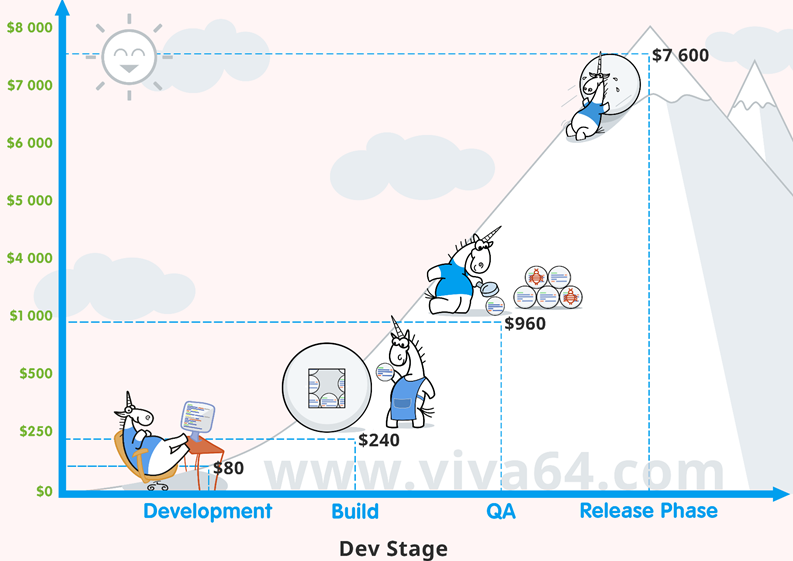 $8 000
$7 600
$7 000
$6 000
$5 000
$4 000
$1 000
$960
$500
$250
$240
$80
www.viva64.com
$0
Development
Build
QA
Release Phase
Dev Stage